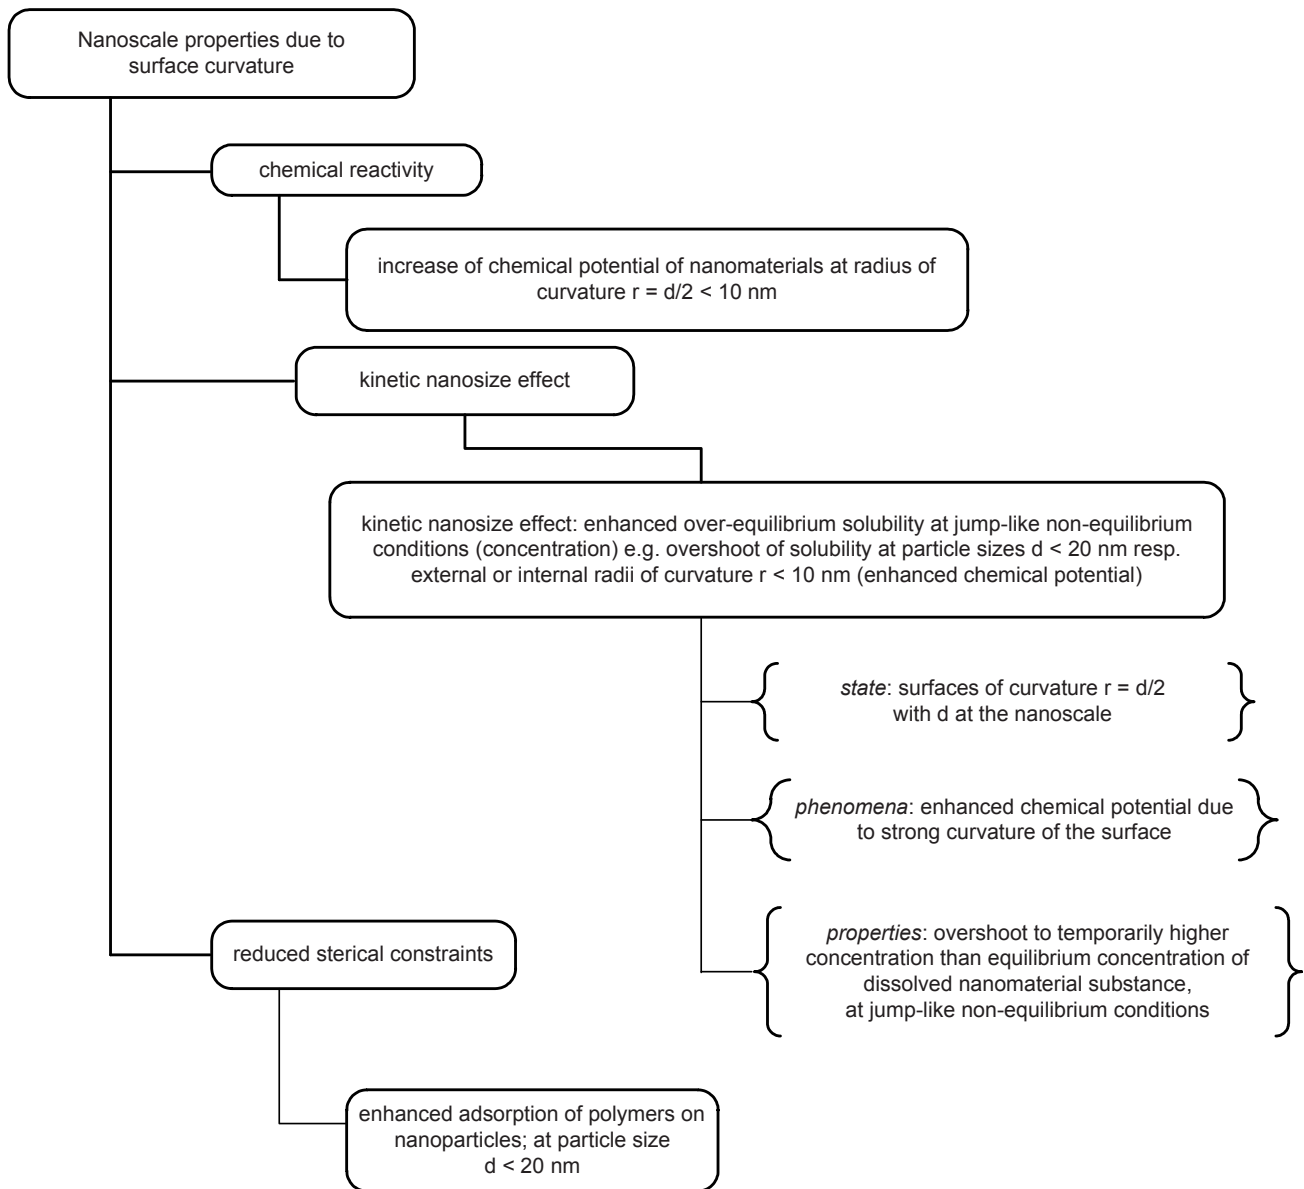 Nanoscale properties due to
surface curvature
chemical reactivity
increase of chemical potential of nanomaterials at radius of
curvature r = d/2 < 10 nm
kinetic nanosize effect
kinetic nanosize effect: enhanced over-equilibrium solubility at jump-like non-equilibrium
conditions (concentration) e.g. overshoot of solubility at particle sizes d < 20 nm resp.
external or internal radii of curvature r < 10 nm (enhanced chemical potential)
state: surfaces of curvature r = d/2
with d at the nanoscale
phenomena: enhanced chemical potential due
to strong curvature of the surface
properties: overshoot to temporarily higher
concentration than equilibrium concentration of
dissolved nanomaterial substance,
at jump-like non-equilibrium conditions
reduced sterical constraints
enhanced adsorption of polymers on
nanoparticles; at particle size
d < 20 nm